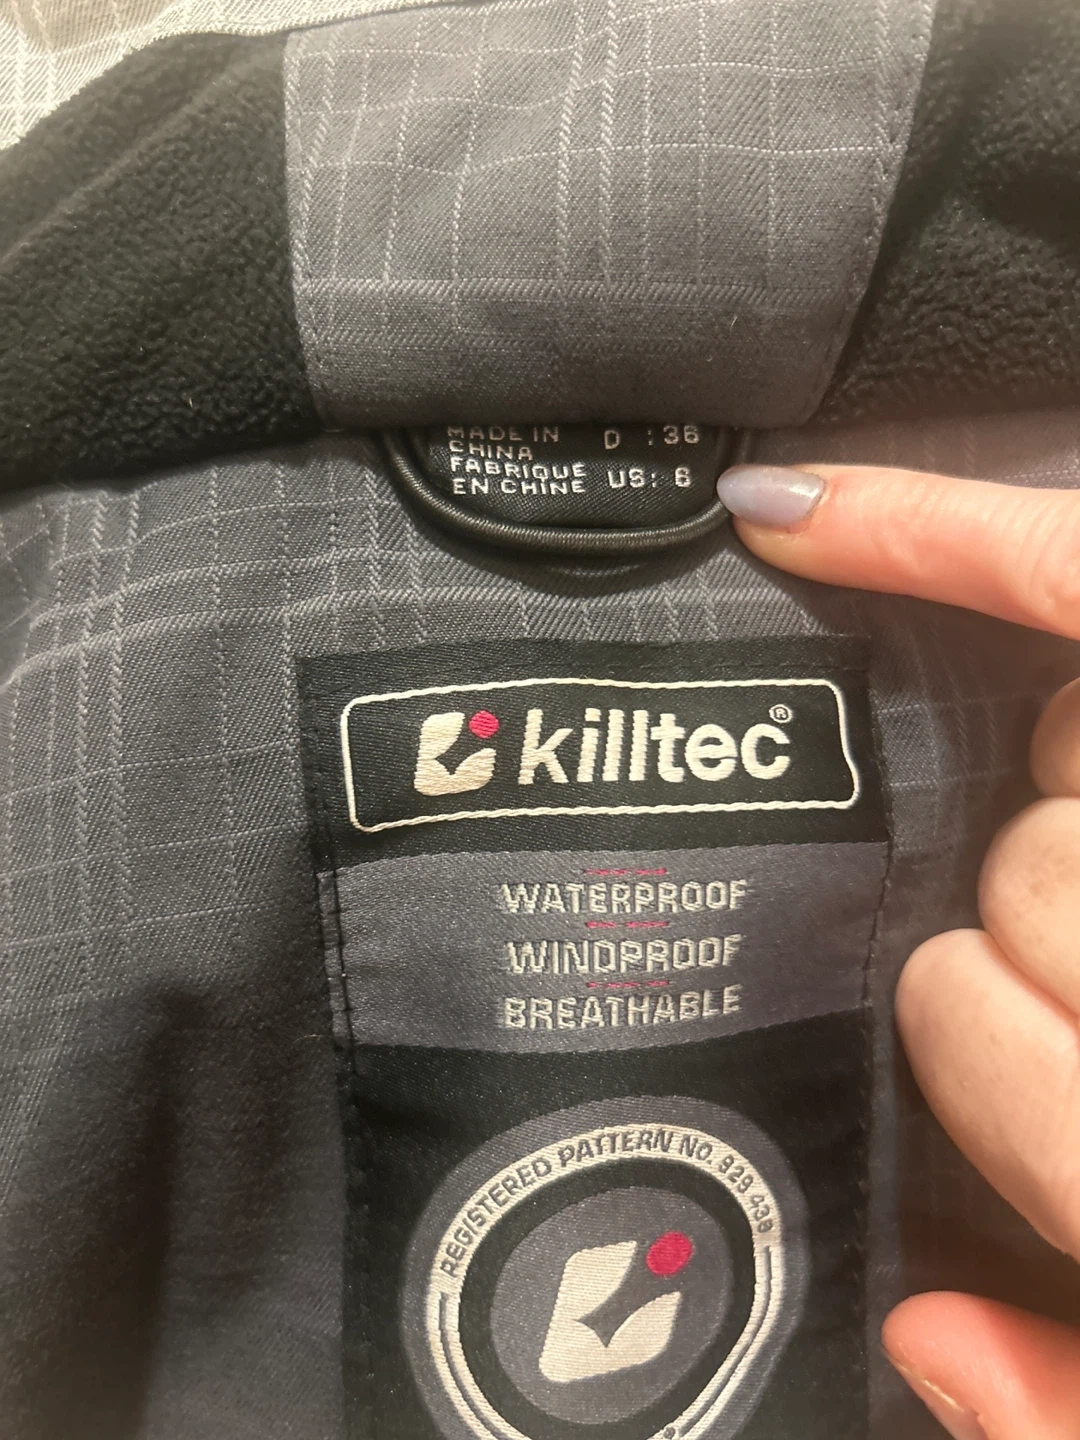 MADE IN
CHINA
FABRIQUE
EN CHINE
D : 36
US: 6
killtec®
WATERPROOF
WINDPROOF
BREATHABLE
REGISTERED PATTERN NO. 929 438